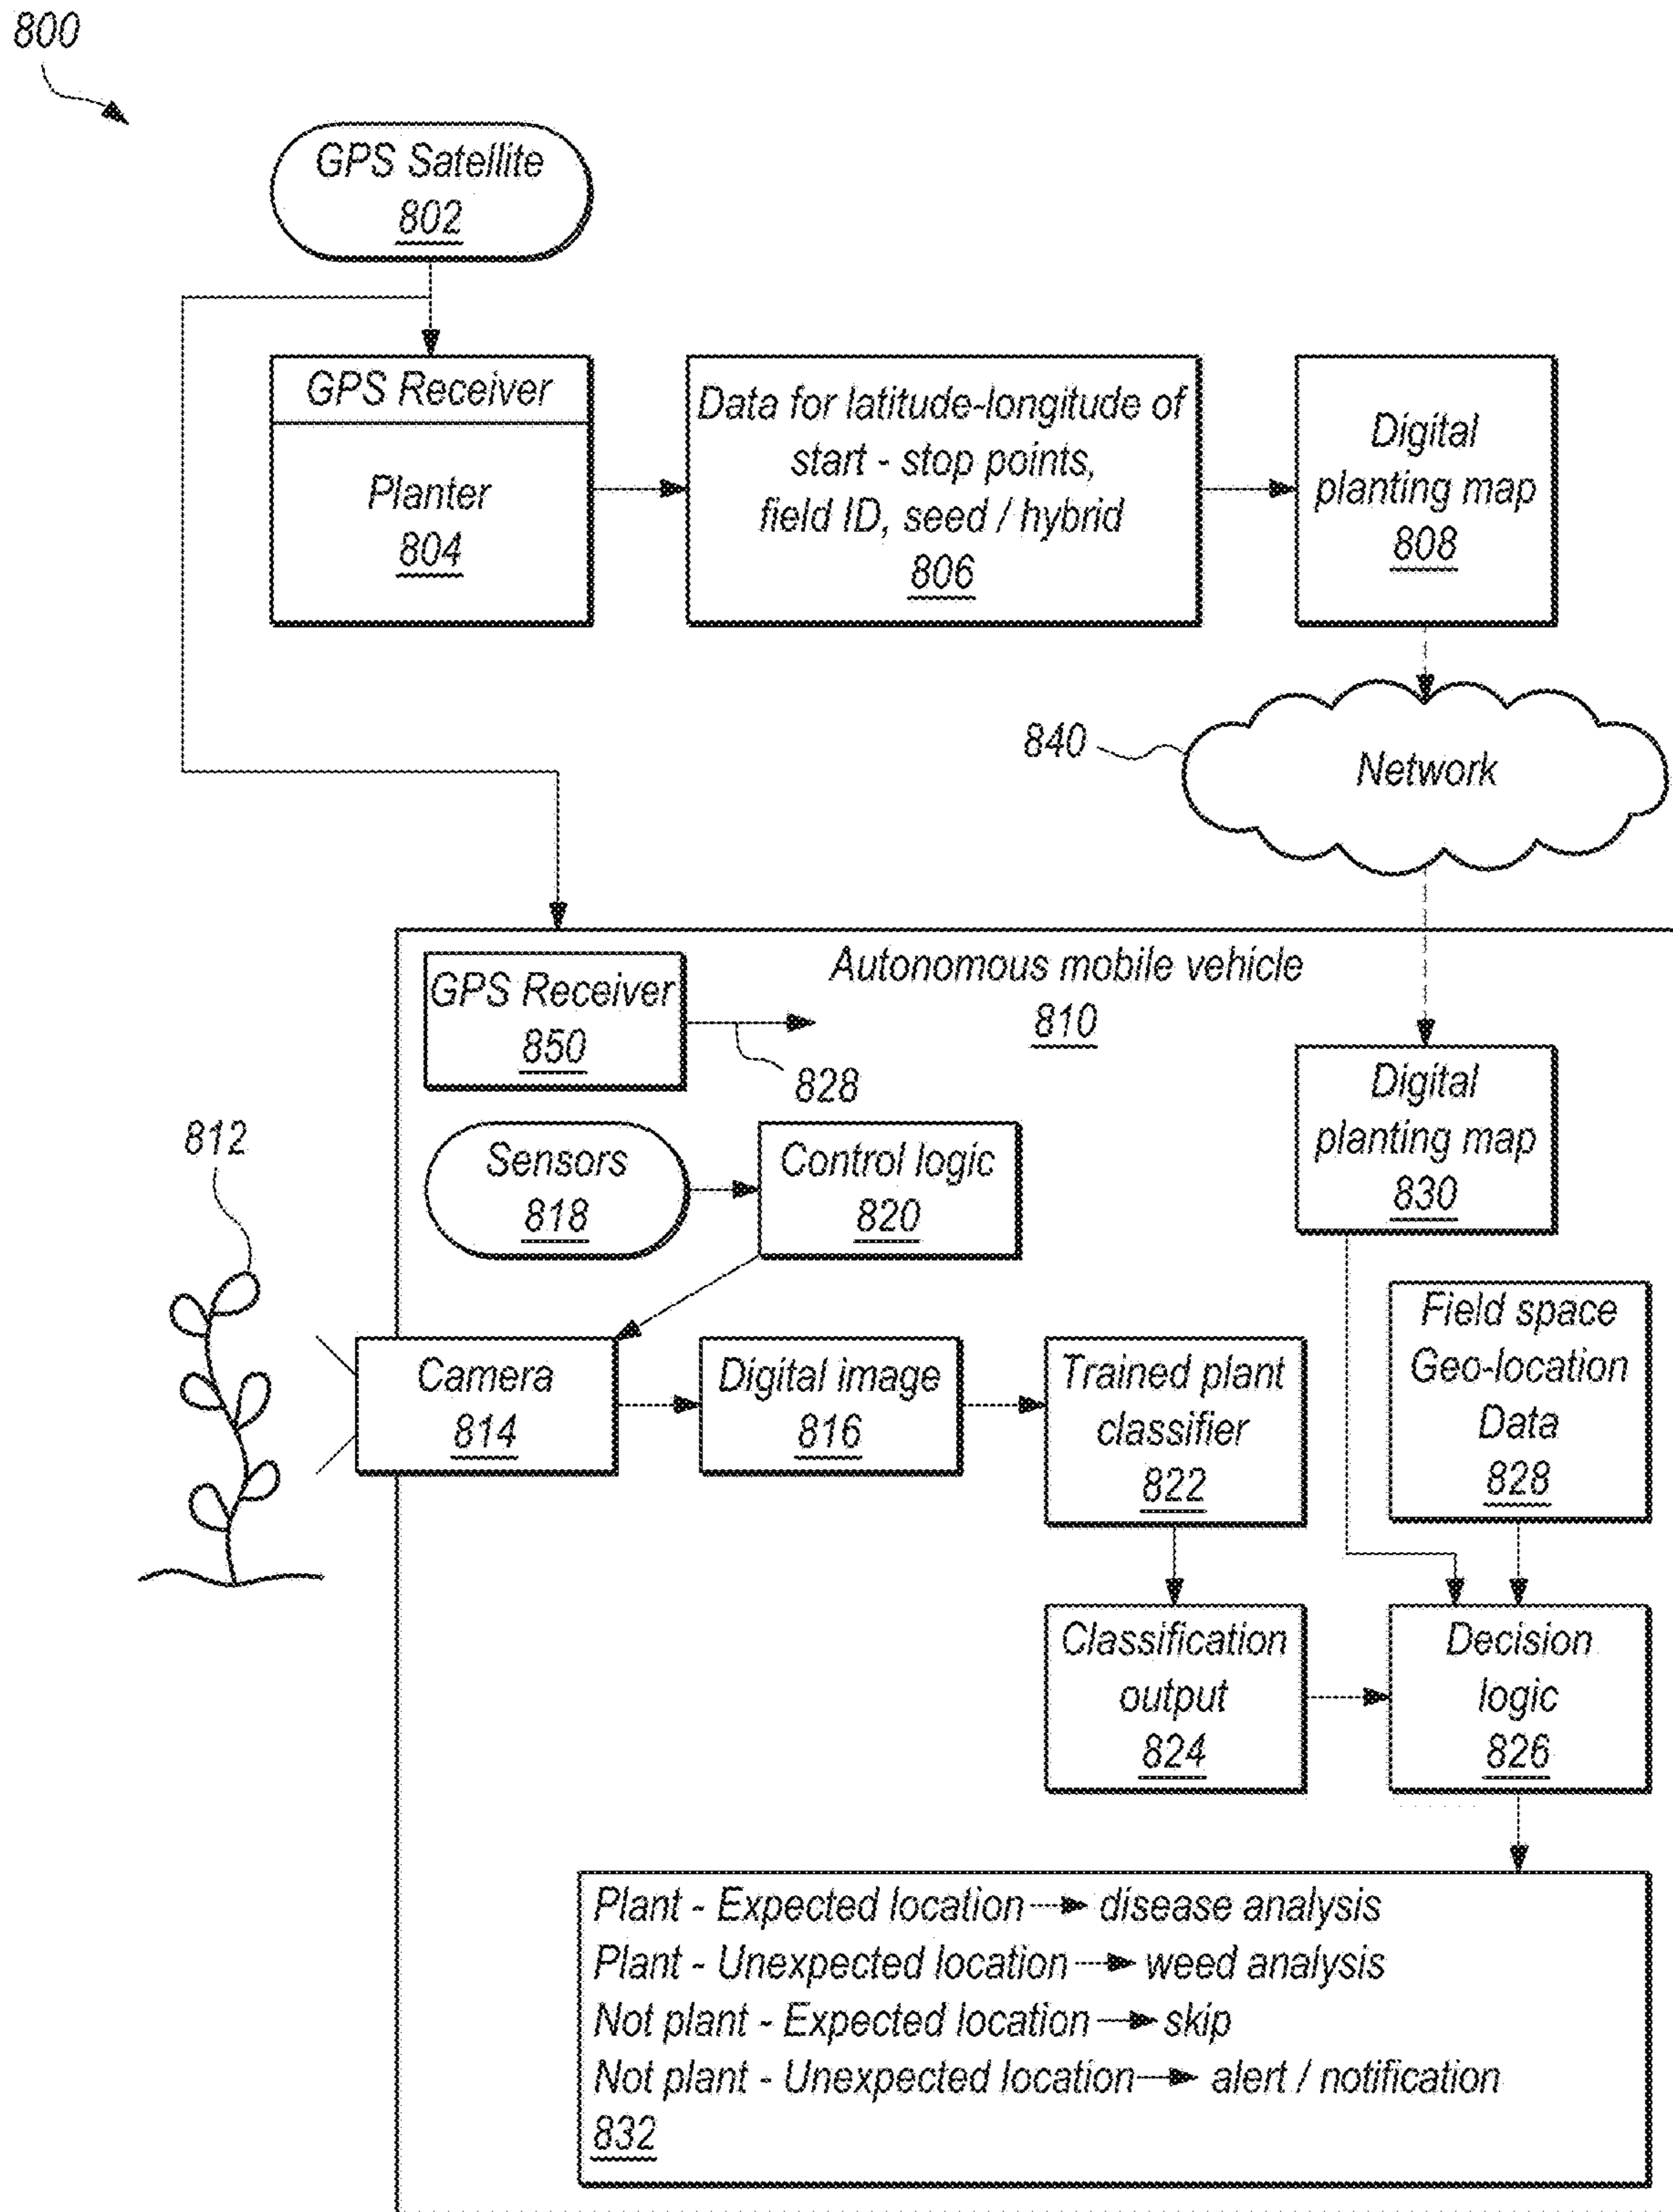 800
GPS Satellite
802
GPS Receiver
Planter
804
Data for latitude-longitude of
start - stop points,
field ID, seed / hybrid
806
Digital
planting map
808
840
Network
Autonomous mobile vehicle
810
GPS Receiver
850
828
812
Sensors
818
Control logic
820
Digital
planting map
830
Field space
Geo-location
Data
828
Camera
814
Digital image
816
Trained plant
classifier
822
Classification
output
824
Decision
logic
826
Plant - Expected location → disease analysis
Plant - Unexpected location → weed analysis
Not plant - Expected location → skip
Not plant - Unexpected location → alert / notification
832